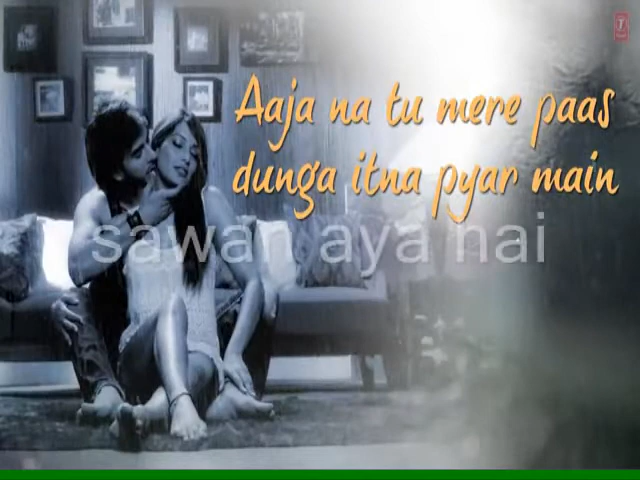 Aaja na tu mere paas
dunga itna pyar main
sawan aya hai